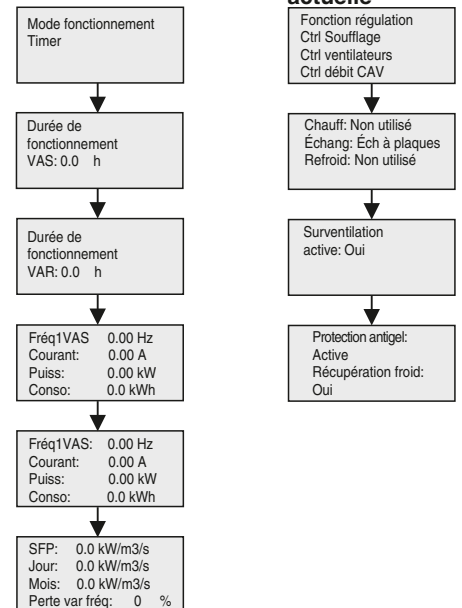 Mode fonctionnement
Timer
Durée de
fonctionnement
VAS: 0.0 h
Durée de
fonctionnement
VAR: 0.0 h
Fréq1VAS 0.00 Hz
Courant: 0.00 A
Puiss: 0.00 kW
Conso: 0.0 kWh
Fréq1VAS: 0.00 Hz
Courant: 0.00 A
Puiss: 0.00 kW
Conso: 0.0 kWh
SFP: 0.0 kW/m3/s
Jour: 0.0 kW/m3/s
Mois: 0.0 kW/m3/s
Perte var fréq: 0 %
actuelle
Fonction régulation
Ctrl Soufflage
Ctrl ventilateurs
Ctrl débit CAV
Chauff: Non utilisé
Échang: Éch à plaques
Refroid: Non utilisé
Surventilation
active: Oui
Protection antigel:
Active
Récupération froid:
Oui